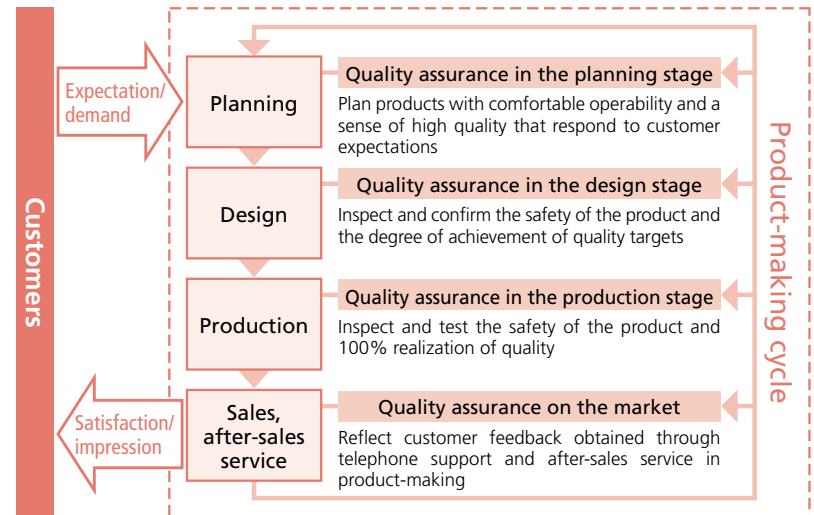 Customers
Expectation/
demand
Planning
Quality assurance in the planning stage
Plan products with comfortable operability and a
sense of high quality that respond to customer
expectations
Design
Quality assurance in the design stage
Inspect and confirm the safety of the product and
the degree of achievement of quality targets
Production
Quality assurance in the production stage
Inspect and test the safety of the product and
100% realization of quality
Satisfaction/
impression
Sales,
after-sales
service
Quality assurance on the market
Reflect customer feedback obtained through
telephone support and after-sales service in
product-making
Product-making cycle